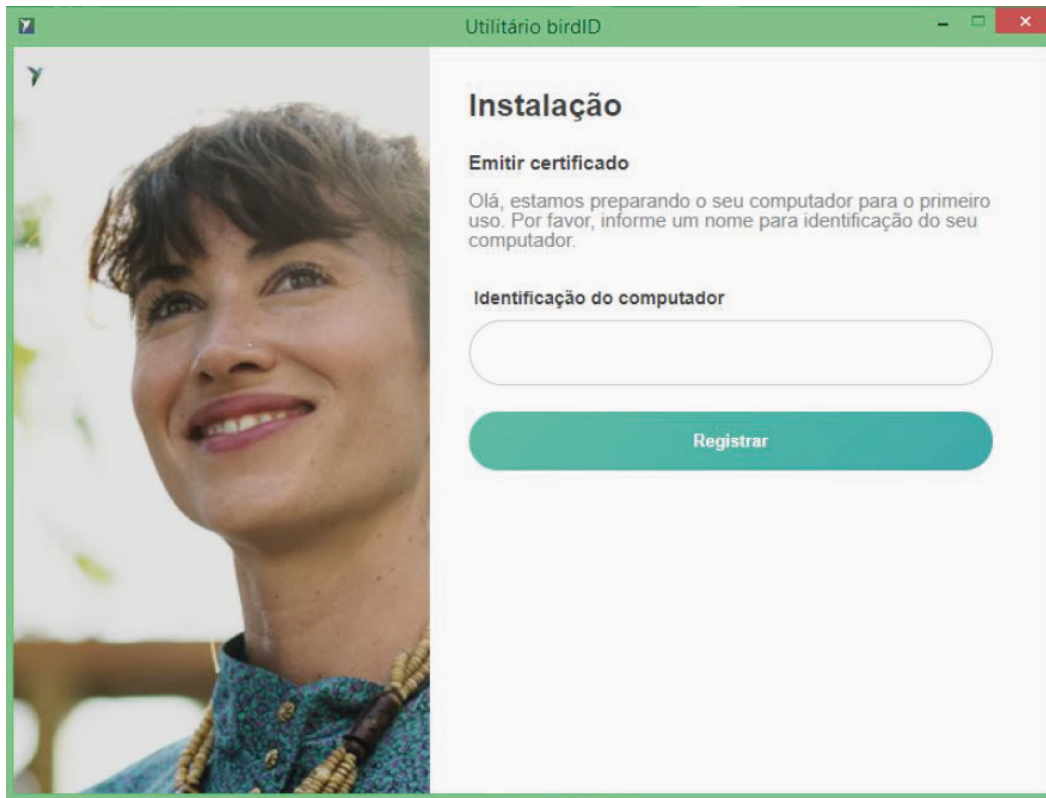 Utilitário birdID
Instalação
Emitir certificado
Olá, estamos preparando o seu computador para o primeiro
uso. Por favor, informe um nome para identificação do seu
computador.
Identificação do computador
Registrar